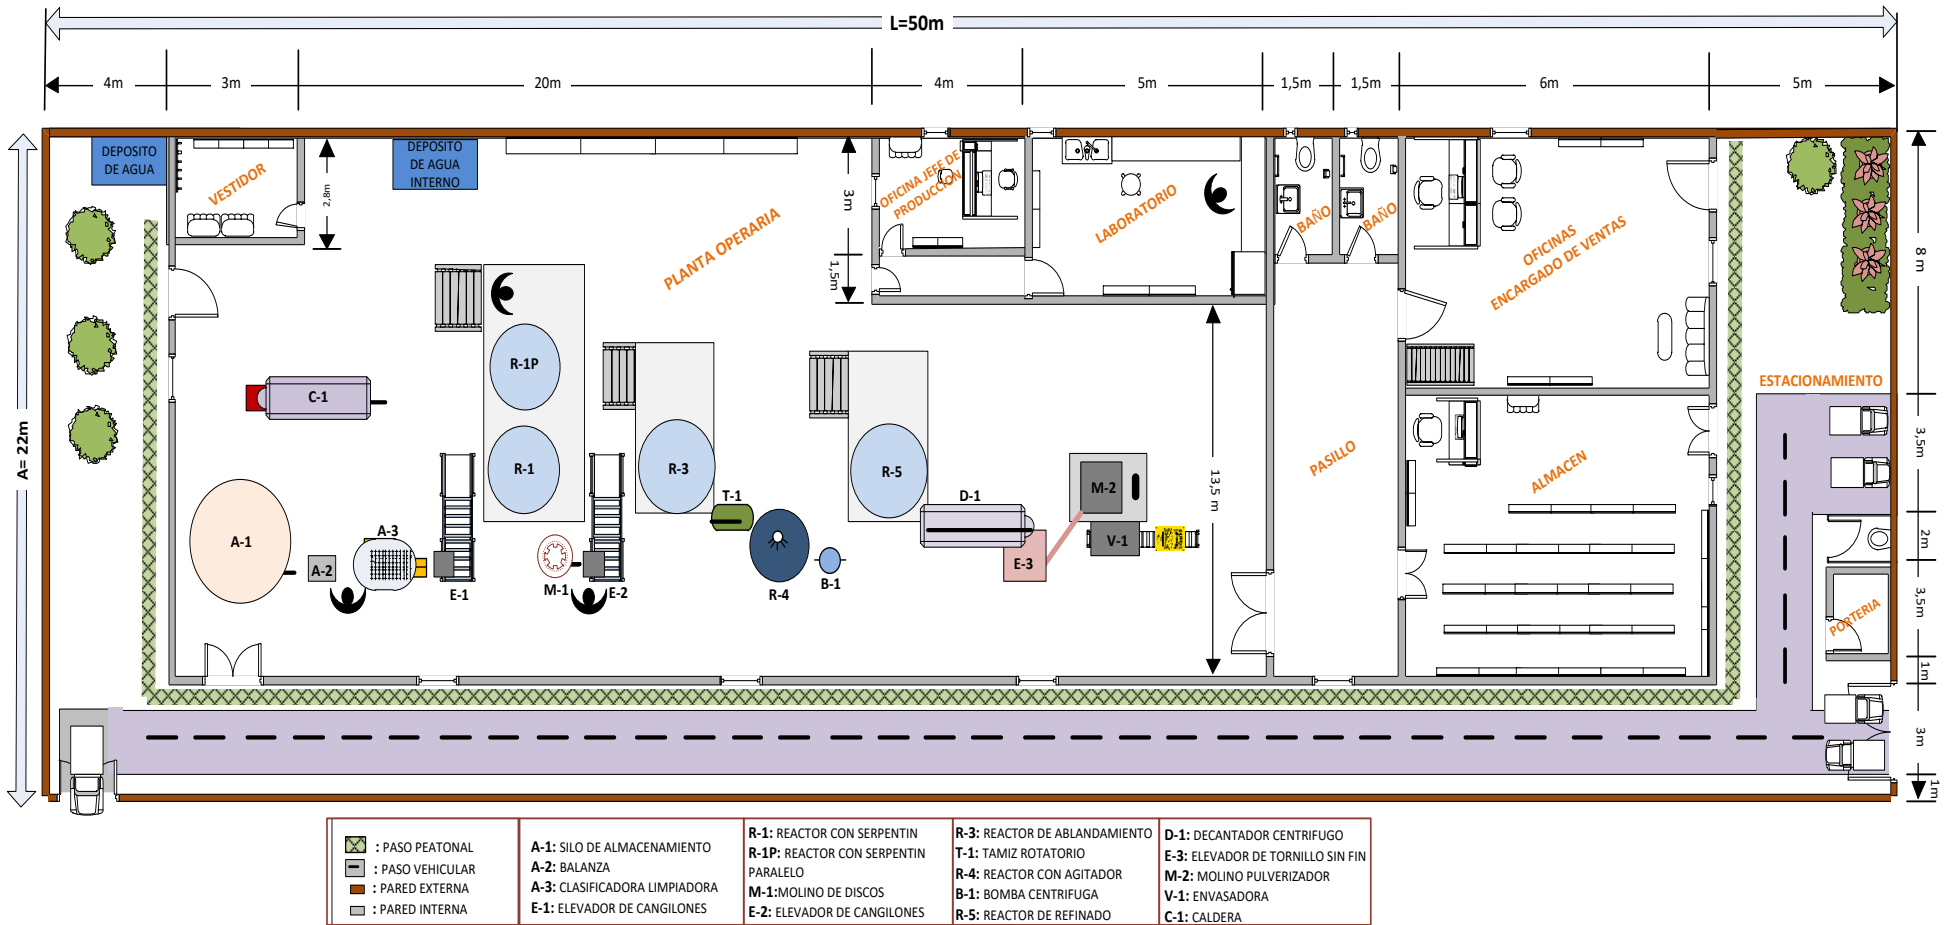 L=50m
4m
3m
20m
4m
5m
1,5m
1,5m
6m
5m
A= 22m
DEPOSITO
DE AGUA
VESTIDOR
2,8m
DEPOSITO
DE AGUA
INTERNO
PLANTA OPERARIA
3m
1,5m
OFICINA JEFE DE
PRODUCCION
LABORATORIO
BAÑO
BAÑO
OFICINAS
ENCARGADO DE VENTAS
8 m
ESTACIONAMIENTO
3,5m
2m
3,5m
1m
3m
1m
PORTERIA
PASILLO
ALMACEN
13,5 m
C-1
R-1P
R-1
R-3
R-5
T-1
D-1
M-2
V-1
E-3
A-1
A-2
A-3
E-1
M-1
E-2
R-4
B-1
: PASO PEATONAL
: PASO VEHICULAR
: PARED EXTERNA
: PARED INTERNA
A-1: SILO DE ALMACENAMIENTO
A-2: BALANZA
A-3: CLASIFICADORA LIMPIADORA
E-1: ELEVADOR DE CANGILONES
R-1: REACTOR CON SERPENTIN
R-1P: REACTOR CON SERPENTIN
PARALELO
M-1:MOLINO DE DISCOS
E-2: ELEVADOR DE CANGILONES
R-3: REACTOR DE ABLANDAMIENTO
T-1: TAMIZ ROTATORIO
R-4: REACTOR CON AGITADOR
B-1: BOMBA CENTRIFUGA
R-5: REACTOR DE REFINADO
D-1: DECANTADOR CENTRIFUGO
E-3: ELEVADOR DE TORNILLO SIN FIN
M-2: MOLINO PULVERIZADOR
V-1: ENVASADORA
C-1: CALDERA